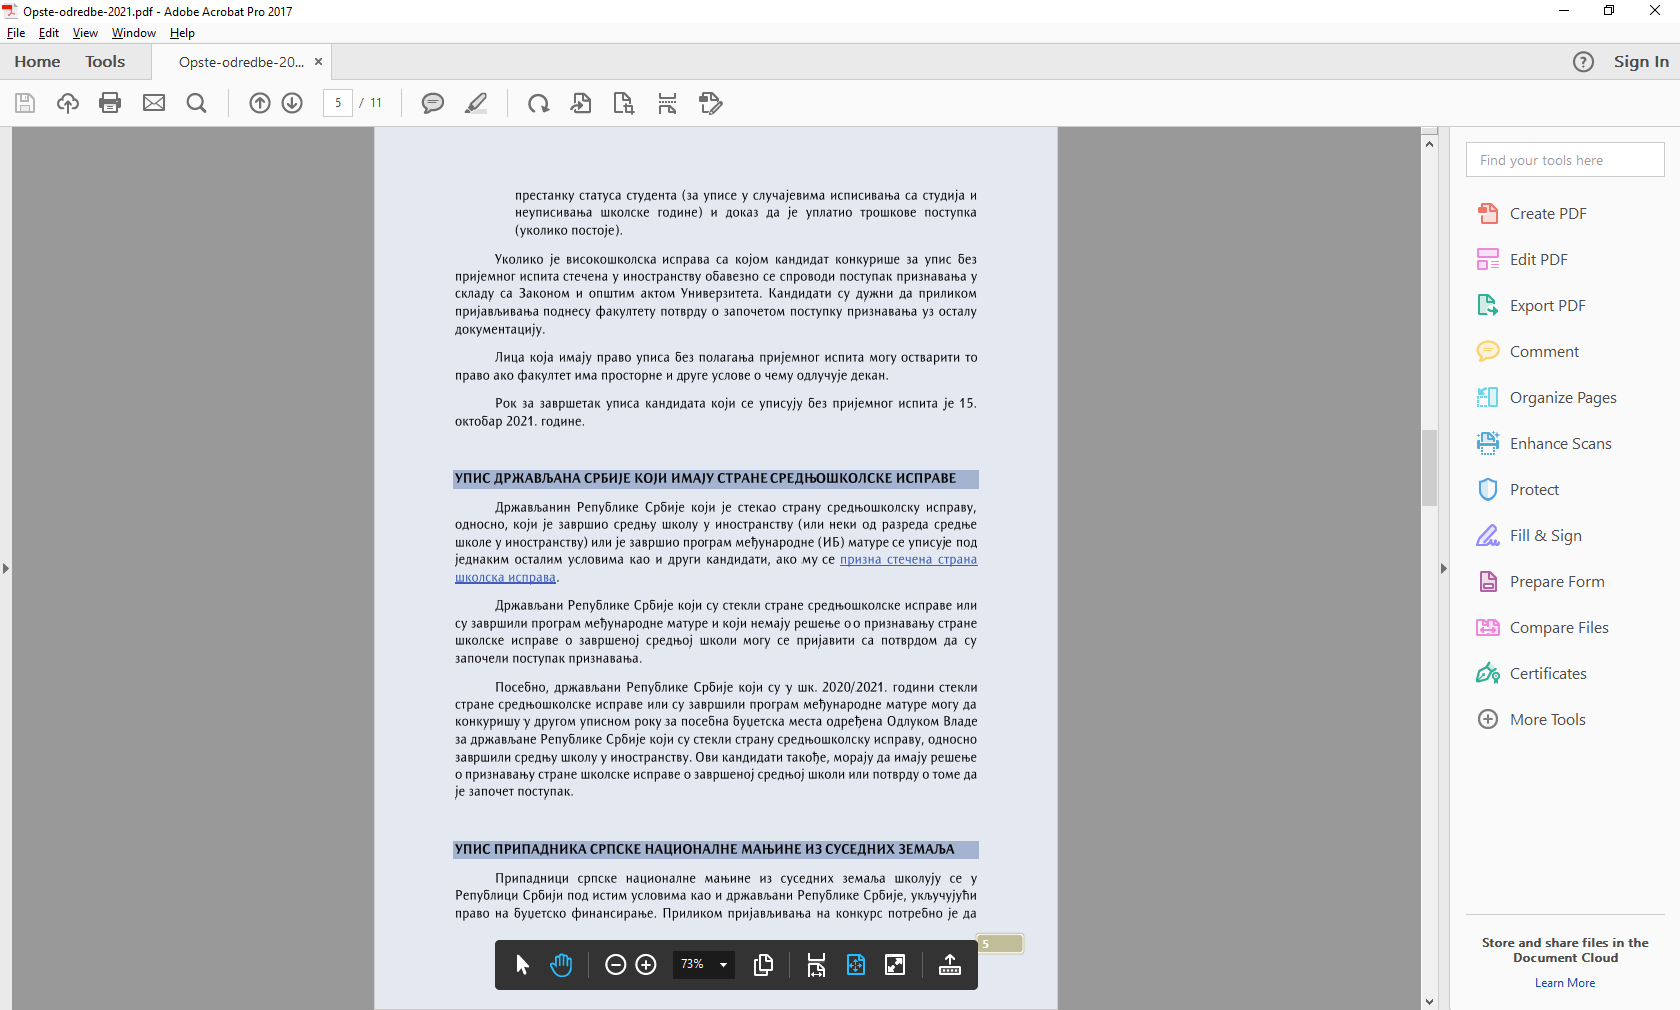 Opste-odredbe-2021.pdf - Adobe Acrobat Pro 2017
File Edit View Window Help
Home Tools Opste-odredbe-20... × Sign In
5 / 11
Find your tools here
Create PDF
Edit PDF
Export PDF
Comment
Organize Pages
Enhance Scans
Protect
Fill & Sign
Prepare Form
Compare Files
Certificates
More Tools
Store and share files in the
Document Cloud
Learn More
престанку статуса студента (за уписе у случајевима исписивања са студија и
неуписивања школске године) и доказ да је уплатио трошкове поступка
(уколико постоје).
Уколико је високошколска исправа са којом кандидат конкурише за упис без
пријемног испита стечена у иностранству обавезно се спроводи поступак признавања у
складу са Законом и општим актом Универзитета. Кандидати су дужни да приликом
пријављивања поднесу факултету потврду о започетом поступку признавања уз осталу
документацију.
Лица која имају право уписа без полагања пријемног испита могу остварити то
право ако факултет има просторне и друге услове о чему одлучује декан.
Рок за завршетак уписа кандидата који се уписују без пријемног испита је 15.
октобар 2021. године.
УПИС ДРЖАВЉАНА СРБИЈЕ КОЈИ ИМАЈУ СТРАНЕ СРЕДЊОШКОЛСКЕ ИСПРАВЕ
Држављанин Републике Србије који је стекао страну средњошколску исправу,
односно, који је завршио средњу школу у иностранству (или неки од разреда средње
школе у иностранству) или је завршио програм међународне (ИБ) матуре се уписује под
једнаким осталим условима као и други кандидати, ако му се призна стечена страна
школска исправа.
Држављани Републике Србије који су стекли стране средњошколске исправе или
су завршили програм међународне матуре и који немају решење о о признавању стране
школске исправе о завршеној средњој школи могу се пријавити са потврдом да су
започели поступак признавања.
Посебно, држављани Републике Србије који су у шк. 2020/2021. години стекли
стране средњошколске исправе или су завршили програм међународне матуре могу да
конкуришу у другом уписном року за посебна буџетска места одређена Одлуком Владе
за држављане Републике Србије који су стекли страну средњошколску исправу, односно
завршили средњу школу у иностранству. Ови кандидати такође, морају да имају решење
о признавању стране школске исправе о завршеној средњој школи или потврду о томе да
је започет поступак.
УПИС ПРИПАДНИКА СРПСКЕ НАЦИОНАЛНЕ МАЊИНЕ ИЗ СУСЕДНИХ ЗЕМАЉА
Припадници српске националне мањине из суседних земаља школују се у
Републици Србији под истим условима као и држављани Републике Србије, укључујући
право на буџетско финансирање. Приликом пријављивања на конкурс потребно је да
5
73%